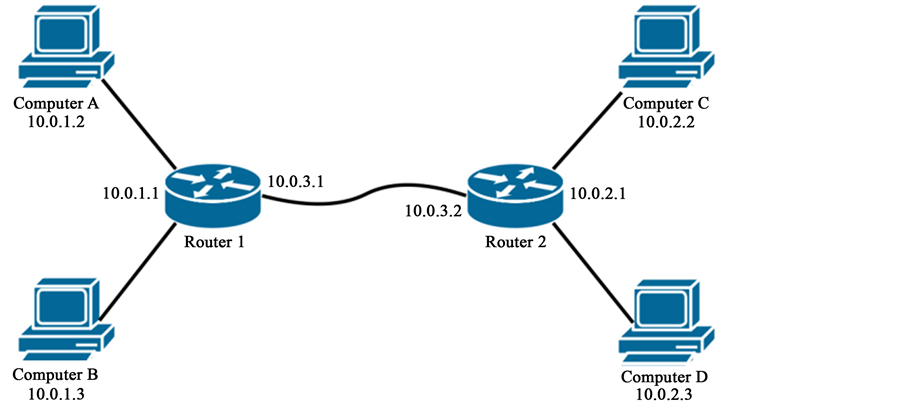 Computer A
10.0.1.2
Computer C
10.0.2.2
10.0.1.1
10.0.3.1
10.0.3.2
10.0.2.1
Router 1
Router 2
Computer B
10.0.1.3
Computer D
10.0.2.3